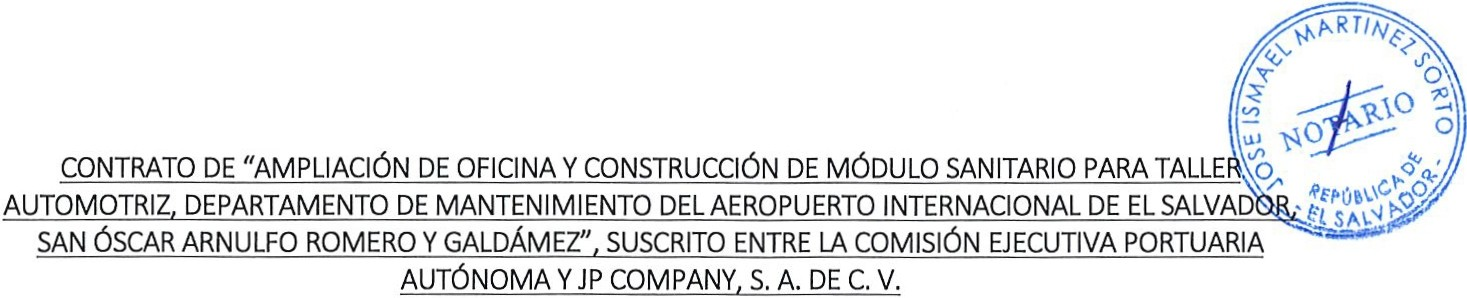 JOSE ISMAEL MARTINEZ SORTO
NOTARIO
REPÚBLICA DE
EL SALVADOR.
CONTRATO DE “AMPLIACIÓN DE OFICINA Y CONSTRUCCIÓN DE MÓDULO SANITARIO PARA TALLER
AUTOMOTRIZ, DEPARTAMENTO DE MANTENIMIENTO DEL AEROPUERTO INTERNACIONAL DE EL SALVADOR,
SAN ÓSCAR ARNULFO ROMERO Y GALDÁMEZ”, SUSCRITO ENTRE LA COMISIÓN EJECUTIVA PORTUARIA
AUTÓNOMA Y JP COMPANY, S. A. DE C. V.